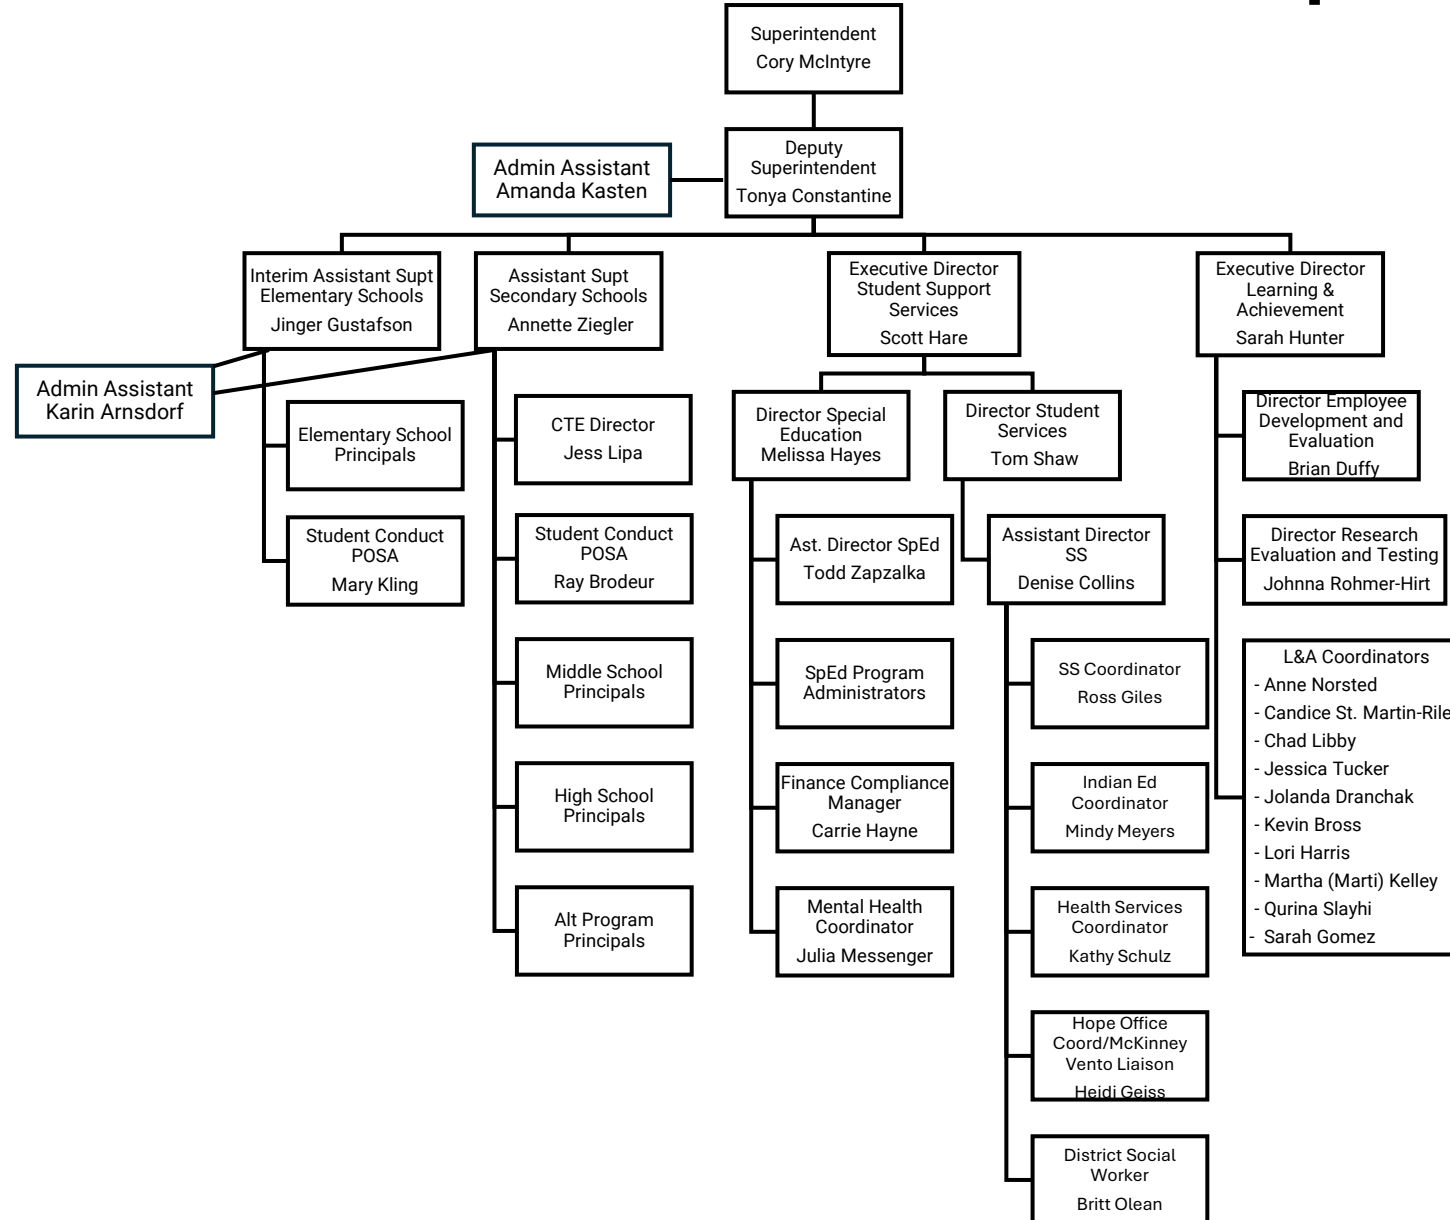 Superintendent
Cory McIntyre
Deputy
Superintendent
Tonya Constantine
Admin Assistant
Amanda Kasten
Interim Assistant Supt
Elementary Schools
Jinger Gustafson
Assistant Supt
Secondary Schools
Annette Ziegler
Executive Director
Student Support
Services
Scott Hare
Executive Director
Learning &
Achievement
Sarah Hunter
Admin Assistant
Karin Arnsdorf
Elementary School
Principals
Student Conduct
POSA
Mary Kling
CTE Director
Jess Lipa
Student Conduct
POSA
Ray Brodeur
Middle School
Principals
High School
Principals
Alt Program
Principals
Director Special
Education
Melissa Hayes
Ast. Director SpEd
Todd Zapzalka
SpEd Program
Administrators
Finance Compliance
Manager
Carrie Hayne
Mental Health
Coordinator
Julia Messenger
Director Student
Services
Tom Shaw
Assistant Director
SS
Denise Collins
SS Coordinator
Ross Giles
Indian Ed
Coordinator
Mindy Meyers
Health Services
Coordinator
Kathy Schulz
Hope Office
Coord/McKinney
Vento Liaison
Heidi Geiss
District Social
Worker
Britt Olean
Director Employee
Development and
Evaluation
Brian Duffy
Director Research
Evaluation and Testing
Johnna Rohmer-Hirt
L&A Coordinators
- Anne Norsted
- Candice St. Martin-Rile
- Chad Libby
- Jessica Tucker
- Jolanda Dranchak
- Kevin Bross
- Lori Harris
- Martha (Marti) Kelley
- Qurina Slayhi
- Sarah Gomez